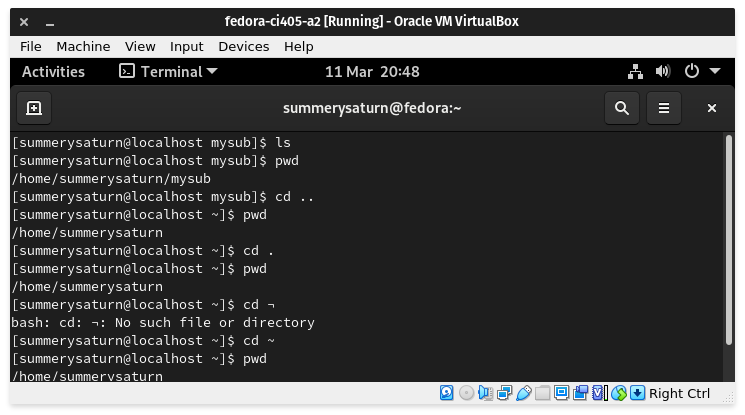 fedora-ci405-a2 [Running] - Oracle VM VirtualBox
File Machine View Input Devices Help
Activities Terminal 11 Mar 20:48
summerysaturn@fedora:~
[summerysaturn@localhost mysub]$ ls
[summerysaturn@localhost mysub]$ pwd
/home/summerysaturn/mysub
[summerysaturn@localhost mysub]$ cd ..
[summerysaturn@localhost ~]$ pwd
/home/summerysaturn
[summerysaturn@localhost ~]$ cd .
[summerysaturn@localhost ~]$ pwd
/home/summerysaturn
[summerysaturn@localhost ~]$ cd ¬
bash: cd: ¬: No such file or directory
[summerysaturn@localhost ~]$ cd ~
[summerysaturn@localhost ~]$ pwd
/home/summerysaturn
Right Ctrl